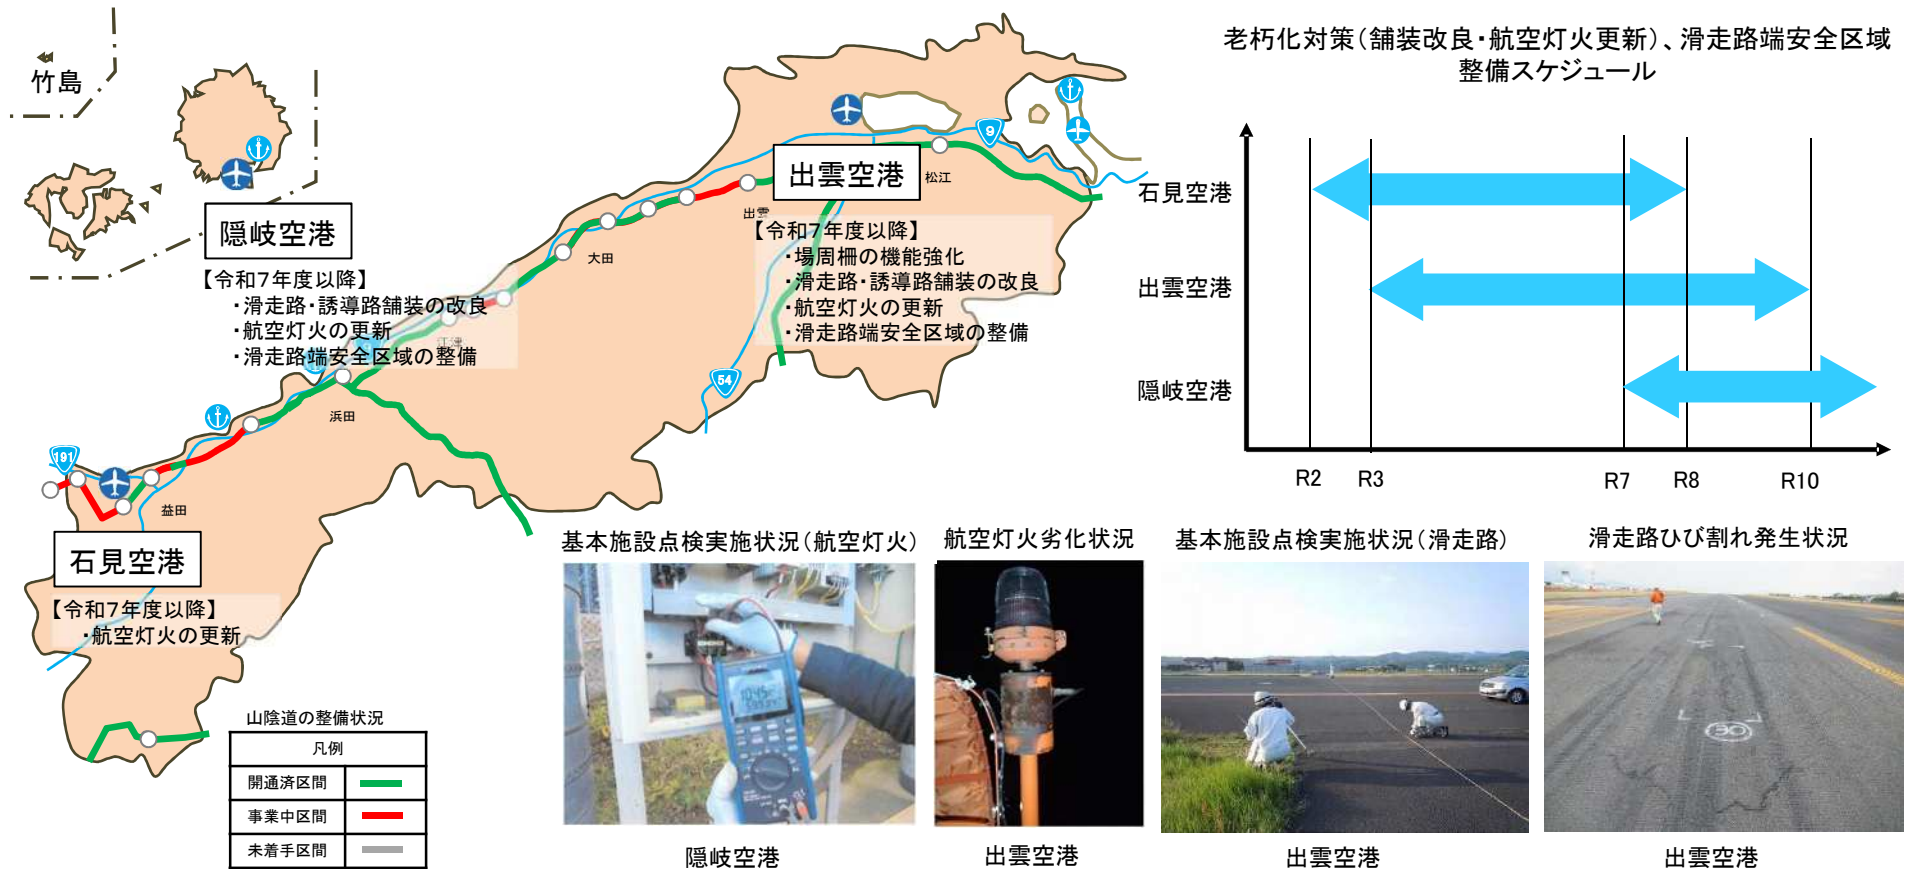 老朽化対策(舗装改良・航空灯火更新)、滑走路端安全区域
整備スケジュール
竹島
隠岐空港
【令和7年度以降】
・滑走路・誘導路舗装の改良
・航空灯火の更新
・滑走路端安全区域の整備
出雲空港
【令和7年度以降】
・場周柵の機能強化
・滑走路・誘導路舗装の改良
・航空灯火の更新
・滑走路端安全区域の整備
9
松江
出雲
大田
江津
9
54
浜田
191
益田
石見空港
【令和7年度以降】
・航空灯火の更新
石見空港
出雲空港
隠岐空港
R2
R3
R7
R8
R10
山陰道の整備状況
凡例
開通済区間
事業中区間
未着手区間
基本施設点検実施状況(航空灯火)
隠岐空港
航空灯火劣化状況
出雲空港
基本施設点検実施状況(滑走路)
出雲空港
滑走路ひび割れ発生状況
出雲空港